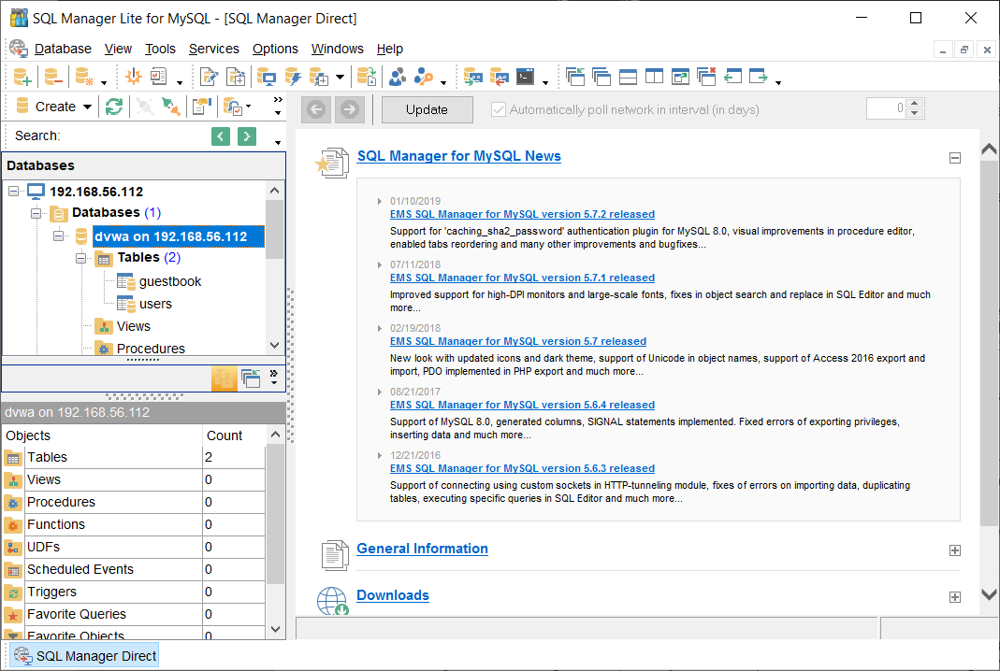 SQL Manager Lite for MySQL - [SQL Manager Direct]
Database View Tools Services Options Windows Help
Create
Update
Automatically poll network in interval (in days)
0
Search:
Databases
192.168.56.112
Databases (1)
dvwa on 192.168.56.112
Tables (2)
guestbook
users
Views
Procedures
dvwa on 192.168.56.112
Objects Count
Tables 2
Views 0
Procedures 0
Functions 0
UDFs 0
Scheduled Events 0
Triggers 0
Favorite Queries 0
Favorite Objects 0
SQL Manager for MySQL News
01/10/2019
EMS SQL Manager for MySQL version 5.7.2 released
Support for 'caching_sha2_password' authentication plugin for MySQL 8.0, visual improvements in procedure editor,
enabled tabs reordering and many other improvements and bugfixes...
07/11/2018
EMS SQL Manager for MySQL version 5.7.1 released
Improved support for high-DPI monitors and large-scale fonts, fixes in object search and replace in SQL Editor and much
more...
02/19/2018
EMS SQL Manager for MySQL version 5.7 released
New look with updated icons and dark theme, support of Unicode in object names, support of Access 2016 export and
import, PDO implemented in PHP export and much more...
08/21/2017
EMS SQL Manager for MySQL version 5.6.4 released
Support of MySQL 8.0, generated columns, SIGNAL statements implemented. Fixed errors of exporting privileges,
inserting data and much more...
12/21/2016
EMS SQL Manager for MySQL version 5.6.3 released
Support of connecting using custom sockets in HTTP-tunneling module, fixes of errors on importing data, duplicating
tables, executing specific queries in SQL Editor and much more...
General Information
Downloads
SQL Manager Direct